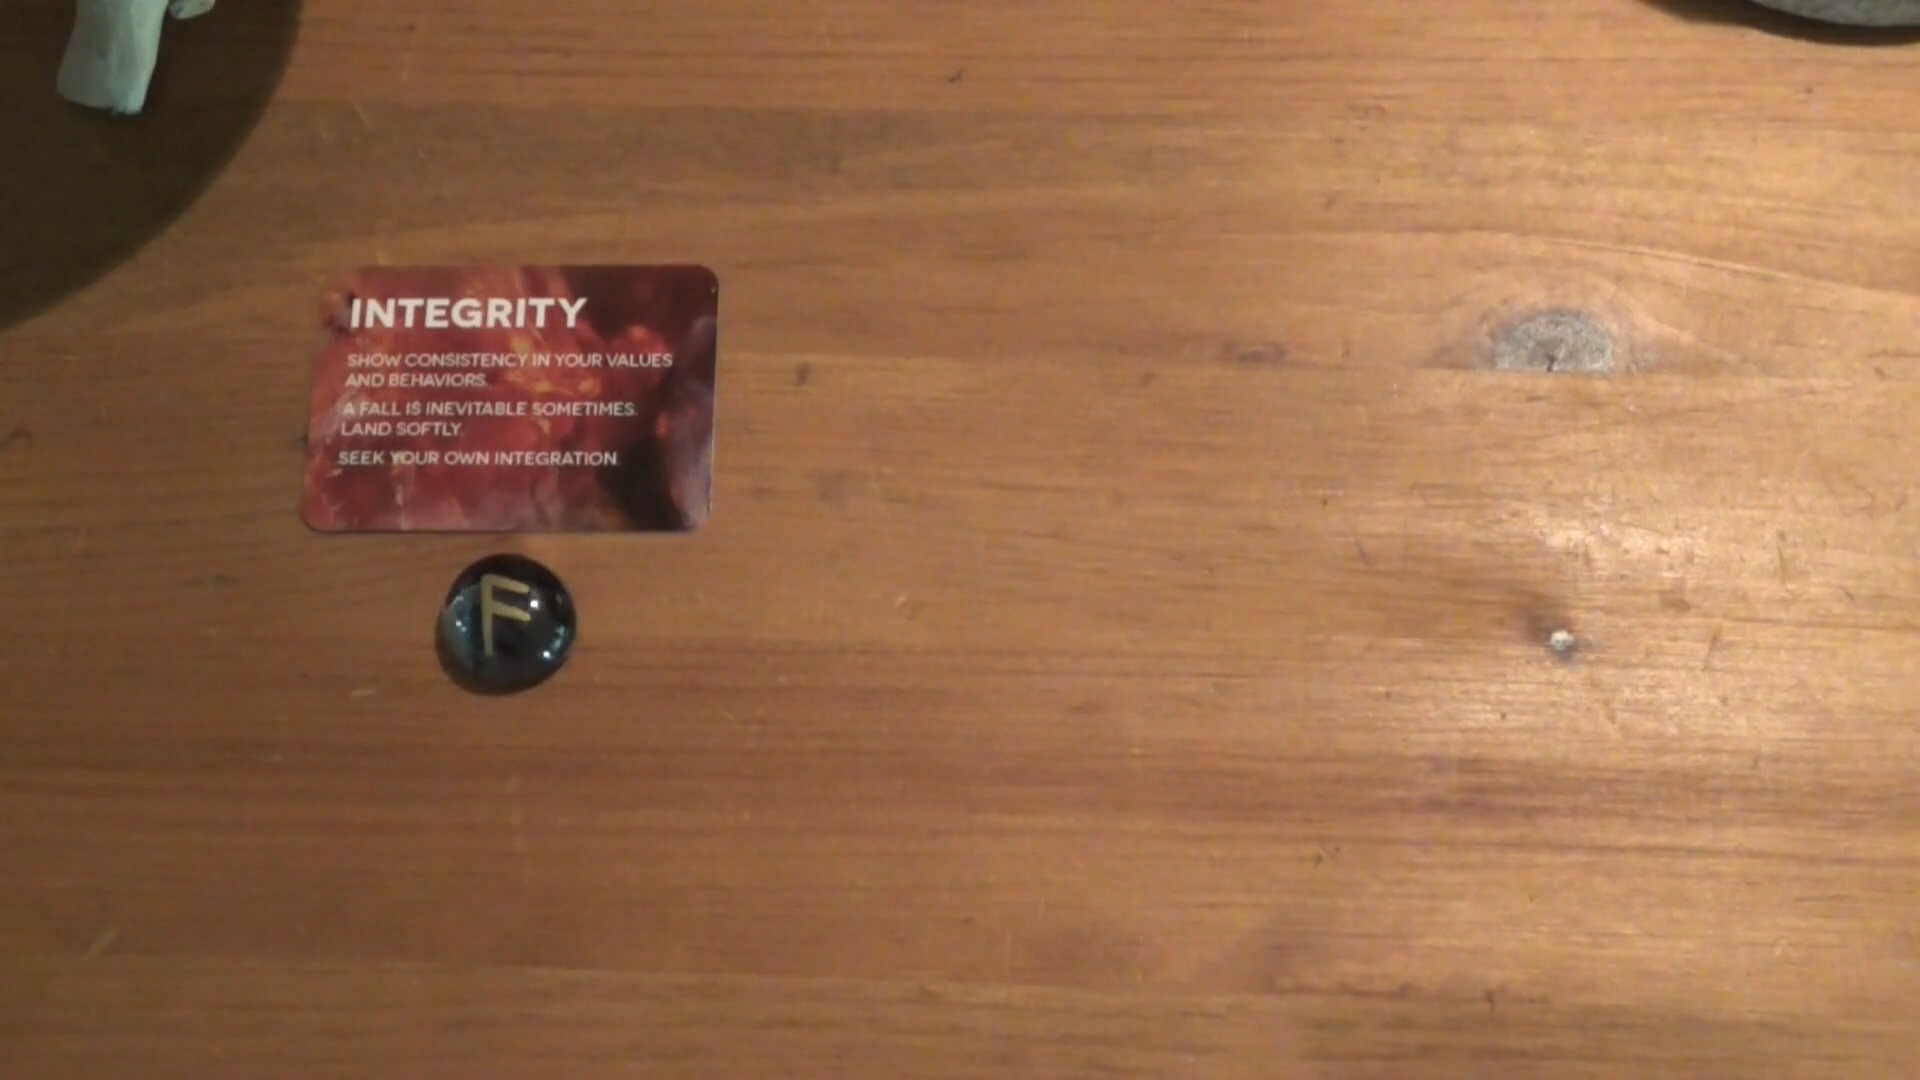 INTEGRITY
SHOW CONSISTENCY IN YOUR VALUES
AND BEHAVIORS.
A FALL IS INEVITABLE SOMETIMES.
LAND SOFTLY.
SEEK YOUR OWN INTEGRATION.
F